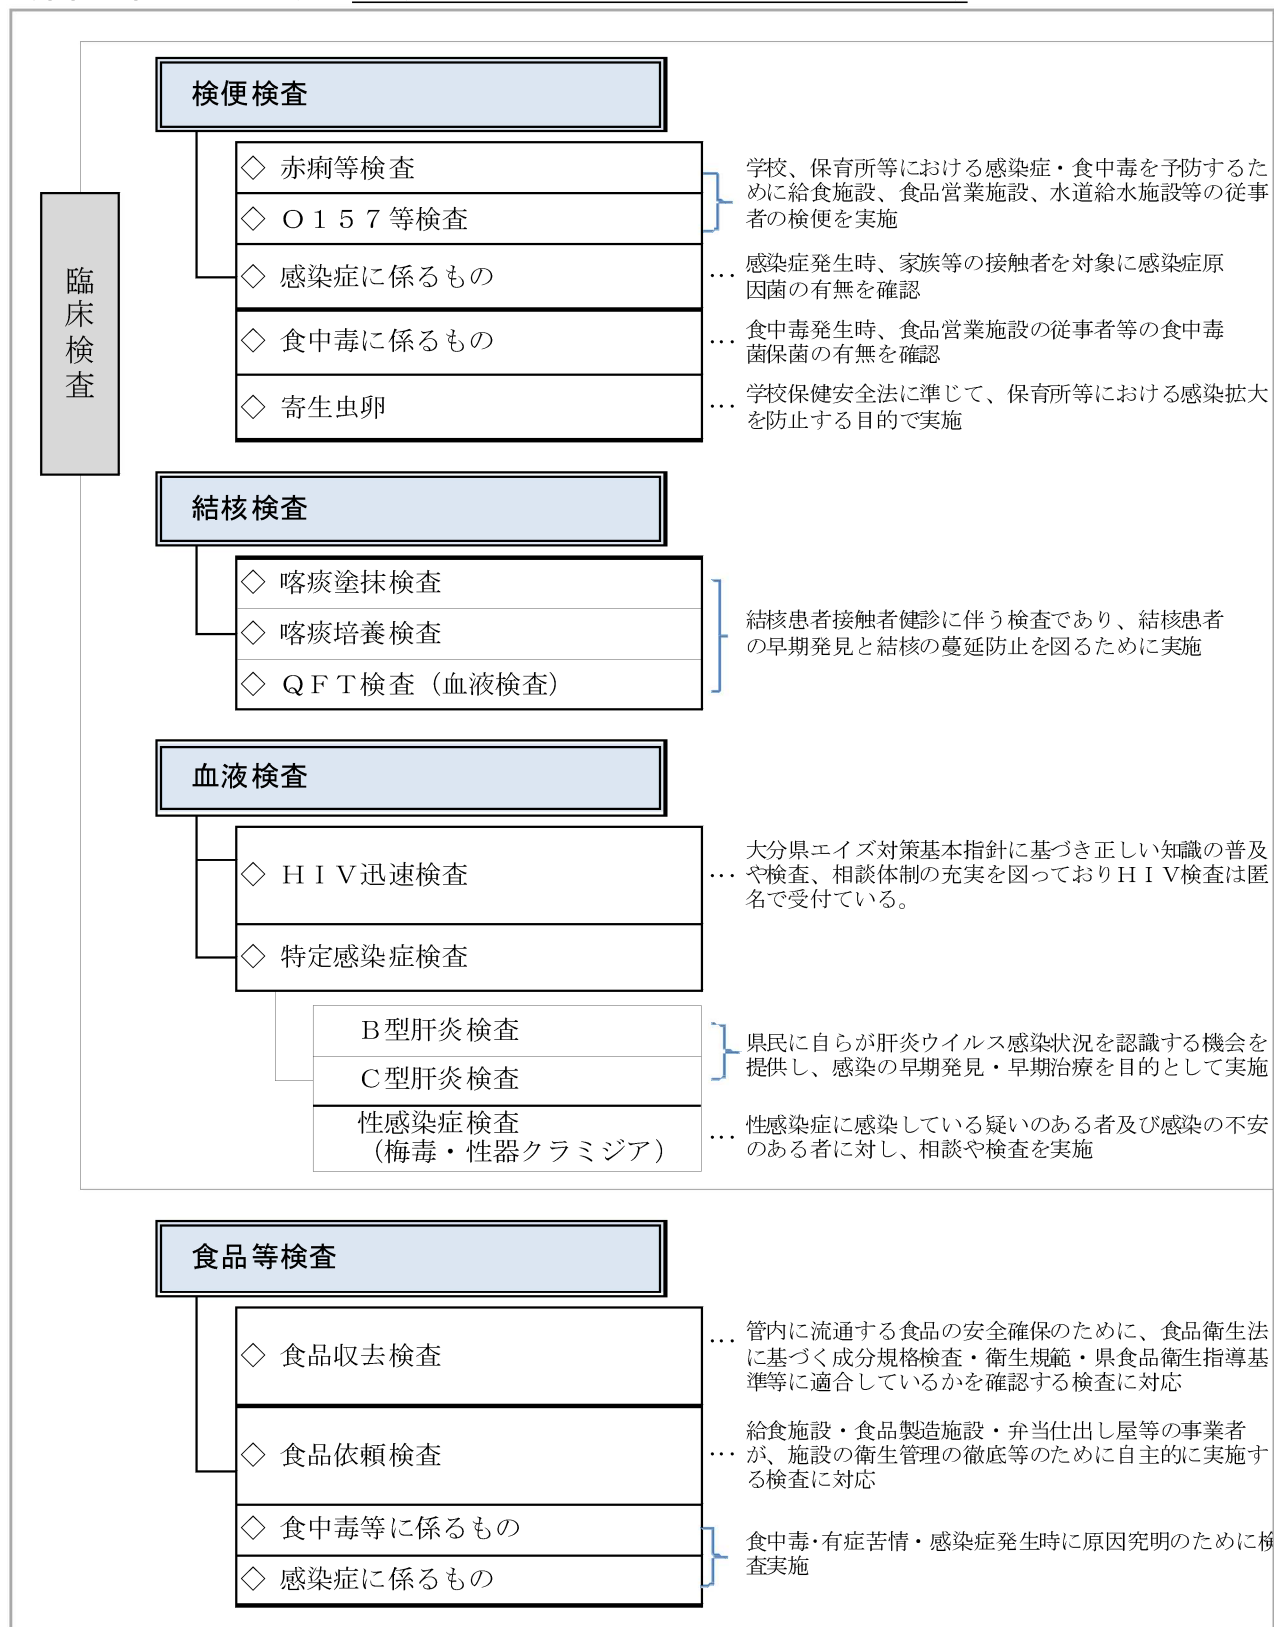 臨床検査
検便検査
◇ 赤痢等検査
◇ Ｏ１５７等検査
学校、保育所等における感染症・食中毒を予防するた
めに給食施設、食品営業施設、水道給水施設等の従事
者の検便を実施
◇ 感染症に係るもの
… 感染症発生時、家族等の接触者を対象に感染症原
因菌の有無を確認
◇ 食中毒に係るもの
… 食中毒発生時、食品営業施設の従事者等の食中毒
菌保菌の有無を確認
◇ 寄生虫卵
… 学校保健安全法に準じて、保育所等における感染拡大
を防止する目的で実施
結核検査
◇ 喀痰塗抹検査
◇ 喀痰培養検査
◇ ＱＦＴ検査（血液検査）
結核患者接触者健診に伴う検査であり、結核患者
の早期発見と結核の蔓延防止を図るために実施
血液検査
◇ ＨＩＶ迅速検査
大分県エイズ対策基本指針に基づき正しい知識の普及
… や検査、相談体制の充実を図っておりＨＩＶ検査は匿
名で受付ている。
◇ 特定感染症検査
Ｂ型肝炎検査
Ｃ型肝炎検査
県民に自らが肝炎ウイルス感染状況を認識する機会を
提供し、感染の早期発見・早期治療を目的として実施
性感染症検査
（梅毒・性器クラミジア）
… 性感染症に感染している疑いのある者及び感染の不安
のある者に対し、相談や検査を実施
食品等検査
◇ 食品収去検査
… 管内に流通する食品の安全確保のために、食品衛生法
に基づく成分規格検査・衛生規範・県食品衛生指導基
準等に適合しているかを確認する検査に対応
◇ 食品依頼検査
給食施設・食品製造施設・弁当仕出し屋等の事業者
… が、施設の衛生管理の徹底等のために自主的に実施す
る検査に対応
◇ 食中毒等に係るもの
◇ 感染症に係るもの
食中毒・有症苦情・感染症発生時に原因究明のために検
査実施